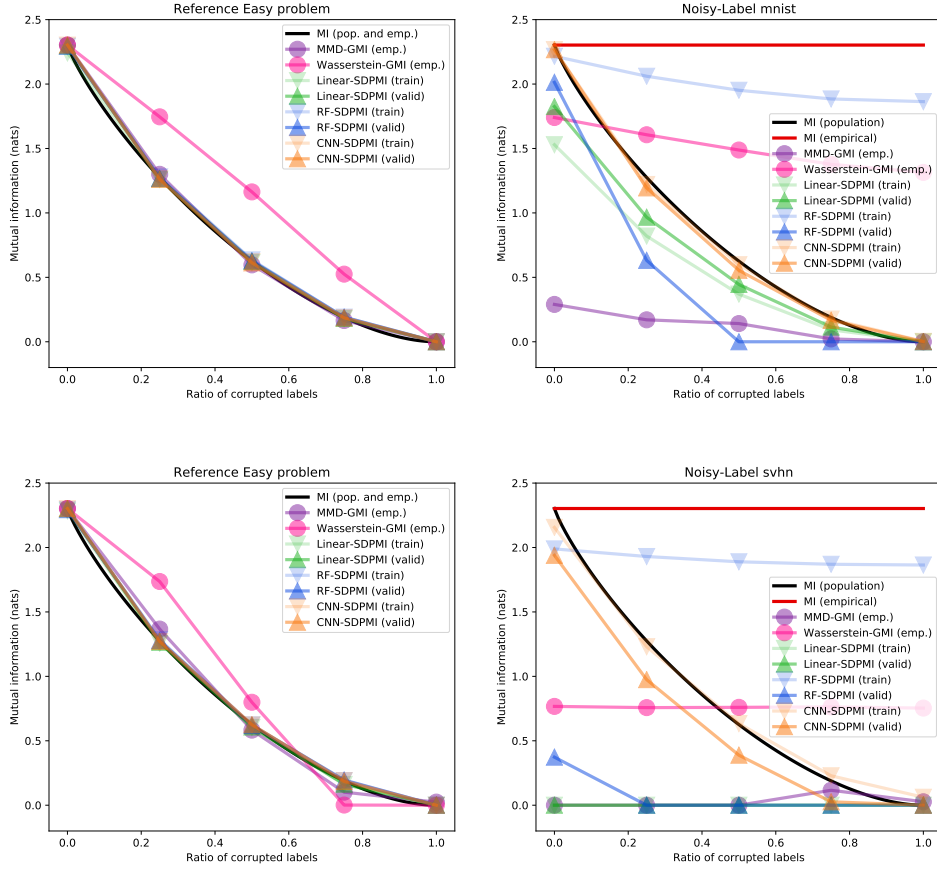 Reference Easy problem
Mutual information (nats)
2.5
2.0
1.5
1.0
0.5
0.0
MI (pop. and emp.)
MMD-GMI (emp.)
Wasserstein-GMI (emp.)
Linear-SDPMI (train)
Linear-SDPMI (valid)
RF-SDPMI (train)
RF-SDPMI (valid)
CNN-SDPMI (train)
CNN-SDPMI (valid)
0.0 0.2 0.4 0.6 0.8 1.0
Ratio of corrupted labels
Noisy-Label mnist
Mutual information (nats)
2.5
2.0
1.5
1.0
0.5
0.0
MI (population)
MI (empirical)
MMD-GMI (emp.)
Wasserstein-GMI (emp.)
Linear-SDPMI (train)
Linear-SDPMI (valid)
RF-SDPMI (train)
RF-SDPMI (valid)
CNN-SDPMI (train)
CNN-SDPMI (valid)
0.0 0.2 0.4 0.6 0.8 1.0
Ratio of corrupted labels
Reference Easy problem
Mutual information (nats)
2.5
2.0
1.5
1.0
0.5
0.0
MI (pop. and emp.)
MMD-GMI (emp.)
Wasserstein-GMI (emp.)
Linear-SDPMI (train)
Linear-SDPMI (valid)
RF-SDPMI (train)
RF-SDPMI (valid)
CNN-SDPMI (train)
CNN-SDPMI (valid)
0.0 0.2 0.4 0.6 0.8 1.0
Ratio of corrupted labels
Noisy-Label svhn
Mutual information (nats)
2.5
2.0
1.5
1.0
0.5
0.0
MI (population)
MI (empirical)
MMD-GMI (emp.)
Wasserstein-GMI (emp.)
Linear-SDPMI (train)
Linear-SDPMI (valid)
RF-SDPMI (train)
RF-SDPMI (valid)
CNN-SDPMI (train)
CNN-SDPMI (valid)
0.0 0.2 0.4 0.6 0.8 1.0
Ratio of corrupted labels